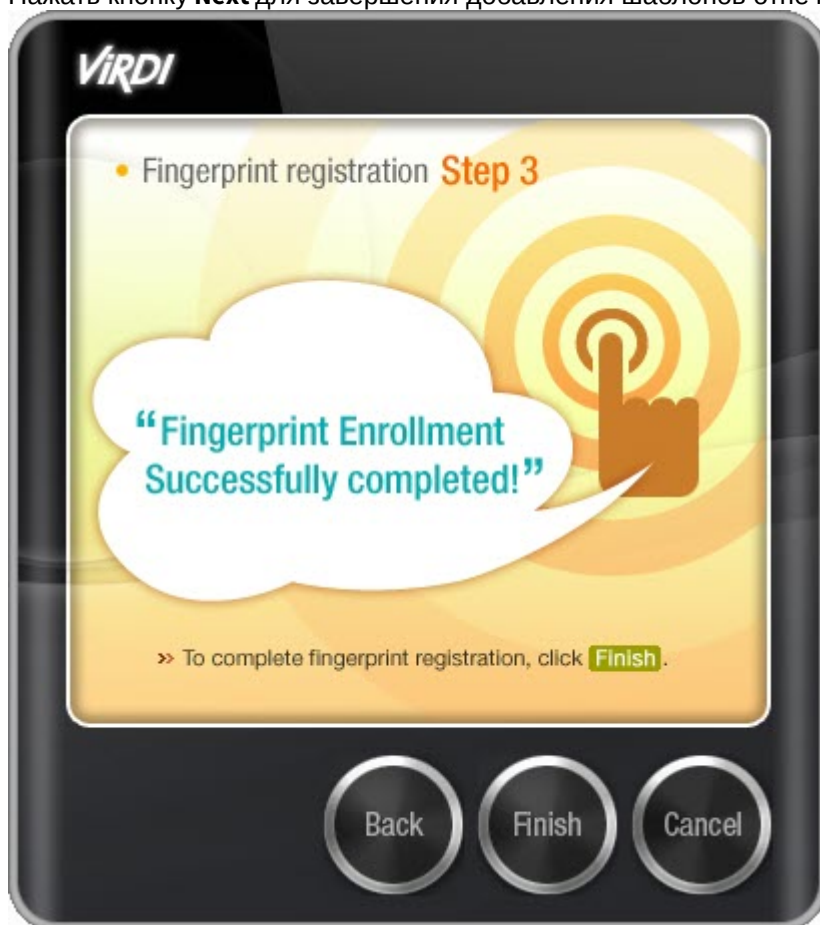 Нажать кнопку Next для завершения добавления шаблонов
ViRDI
• Fingerprint registration Step 3
“Fingerprint Enrollment
Successfully completed!”
» To complete fingerprint registration, click Finish.
Back Finish Cancel